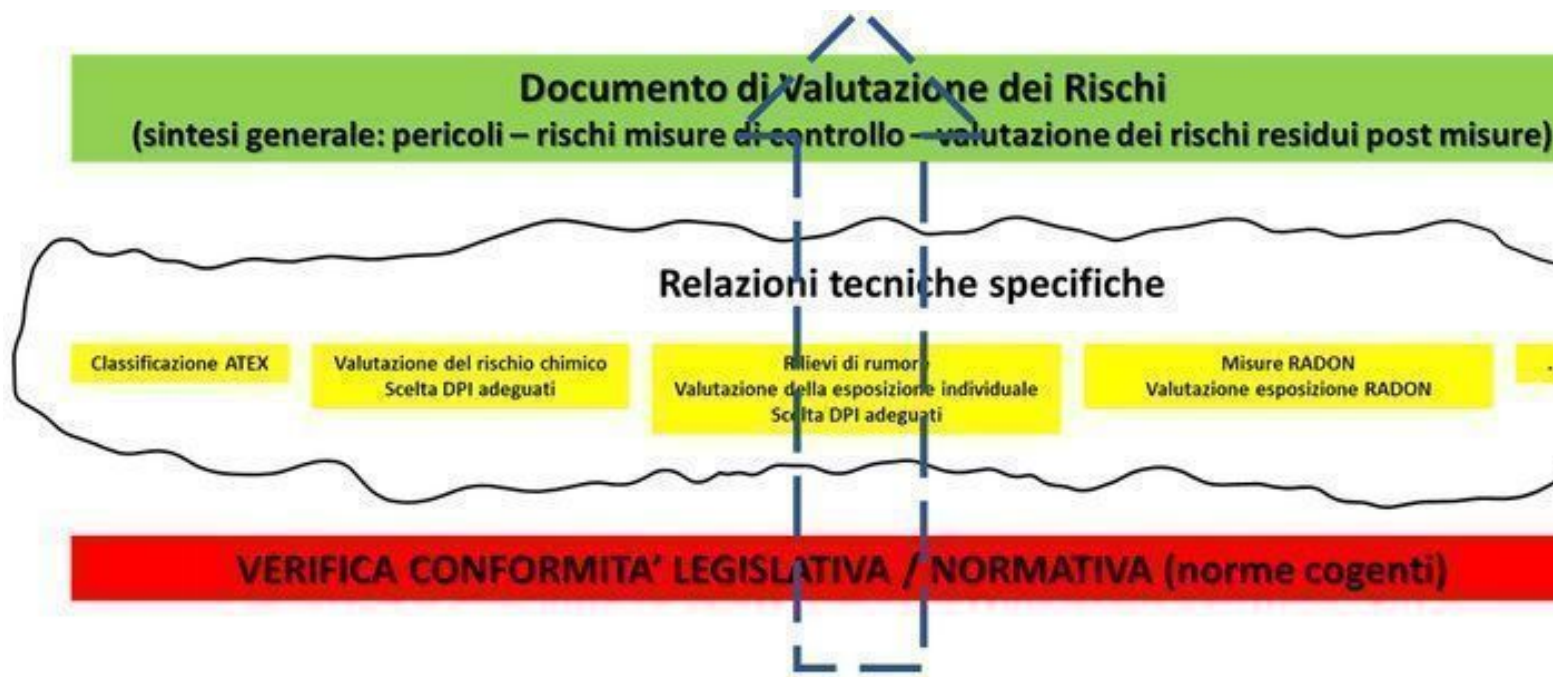 Documento di Valutazione dei Rischi
(sintesi generale: pericoli – rischi misure di controllo – valutazione dei rischi residui post misure)
Relazioni tecniche specifiche
Classificazione ATEX
Valutazione del rischio chimico
Scelta DPI adeguati
Rilievi di rumore
Valutazione della esposizione individuale
Scelta DPI adeguati
Misure RADON
Valutazione esposizione RADON
.
VERIFICA CONFORMITA' LEGISLATIVA / NORMATIVA (norme cogenti)